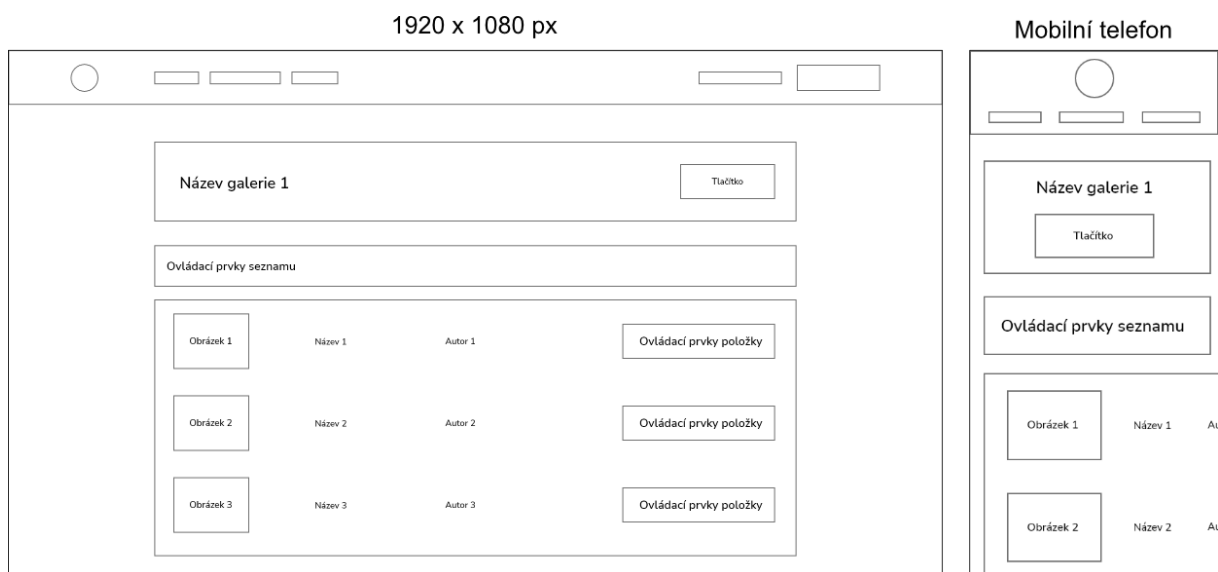 1920 x 1080 px
Název galerie 1
Tlačítko
Ovládací prvky seznamu
Obrázek 1
Název 1
Autor 1
Ovládací prvky položky
Obrázek 2
Název 2
Autor 2
Ovládací prvky položky
Obrázek 3
Název 3
Autor 3
Ovládací prvky položky
Mobilní telefon
Název galerie 1
Tlačítko
Ovládací prvky seznamu
Obrázek 1
Název 1
Obrázek 2
Název 2